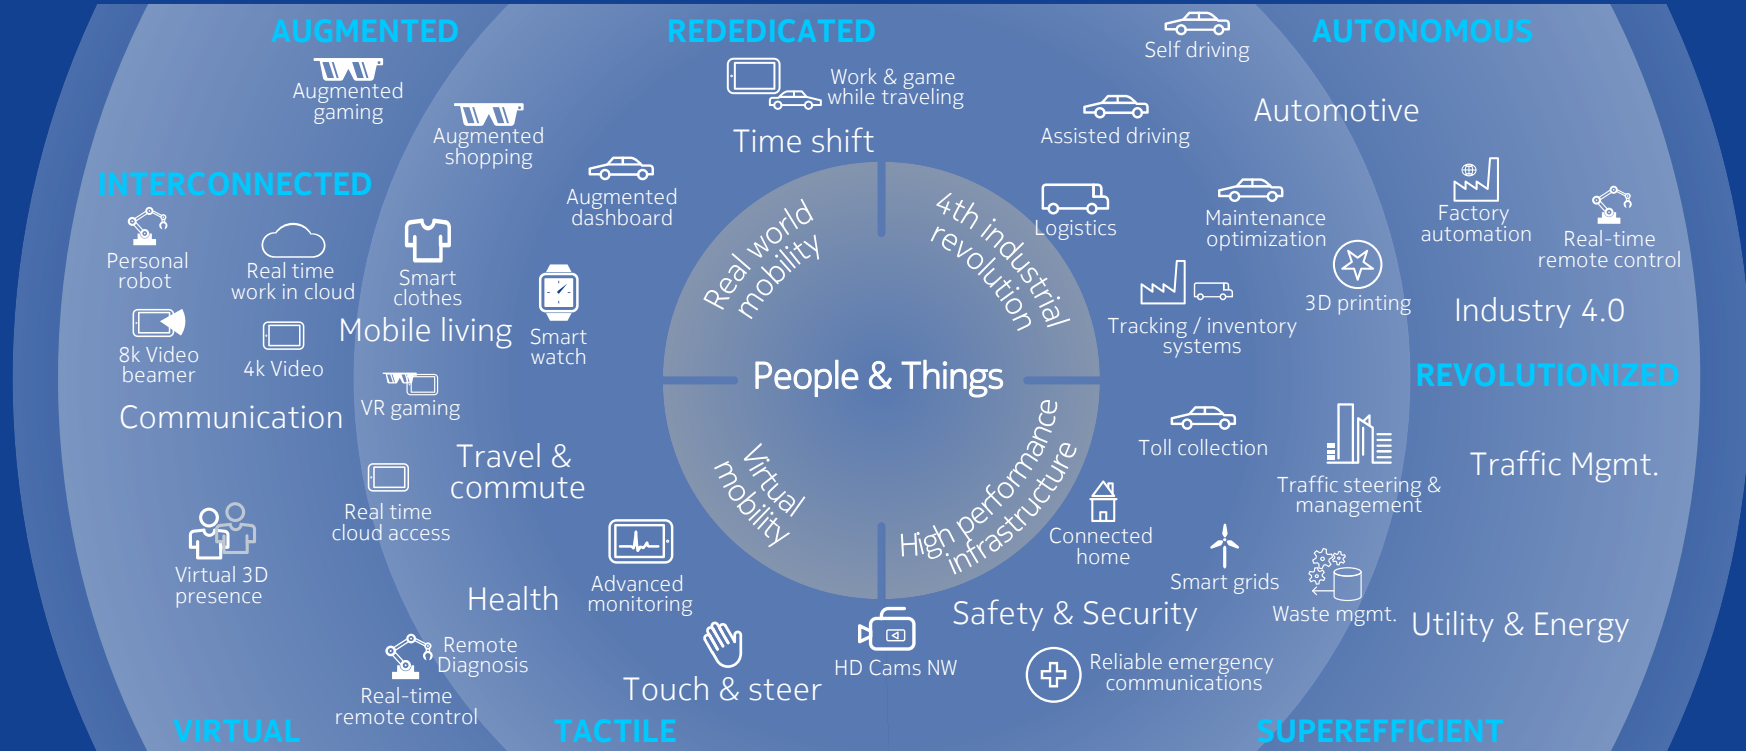 AUGMENTED
REDEDICATED
AUTONOMOUS
Self driving
Augmented
gaming
Work & game
while traveling
Augmented
shopping
Time shift
Assisted driving
Automotive
INTERCONNECTED
Augmented
dashboard
Real world
mobility
4th industrial
revolution
Logistics
Maintenance
optimization
Factory
automation
Real-time
remote control
Personal
robot
Real time
work in cloud
Smart
clothes
3D printing
Industry 4.0
Mobile living
Smart
watch
Tracking / inventory
systems
8k Video
beamer
4k Video
People & Things
REVOLUTIONIZED
Communication
VR gaming
Travel &
commute
Virtual
mobility
High performance
infrastructure
Toll collection
Traffic Mgmt.
Traffic steering &
management
Real time
cloud access
Connected
home
Virtual 3D
presence
Health
Advanced
monitoring
Smart grids
Waste mgmt.
Safety & Security
Utility & Energy
Remote
Diagnosis
HD Cams NW
Reliable emergency
communications
Real-time
remote control
Touch & steer
VIRTUAL
TACTILE
SUPEREFFICIENT